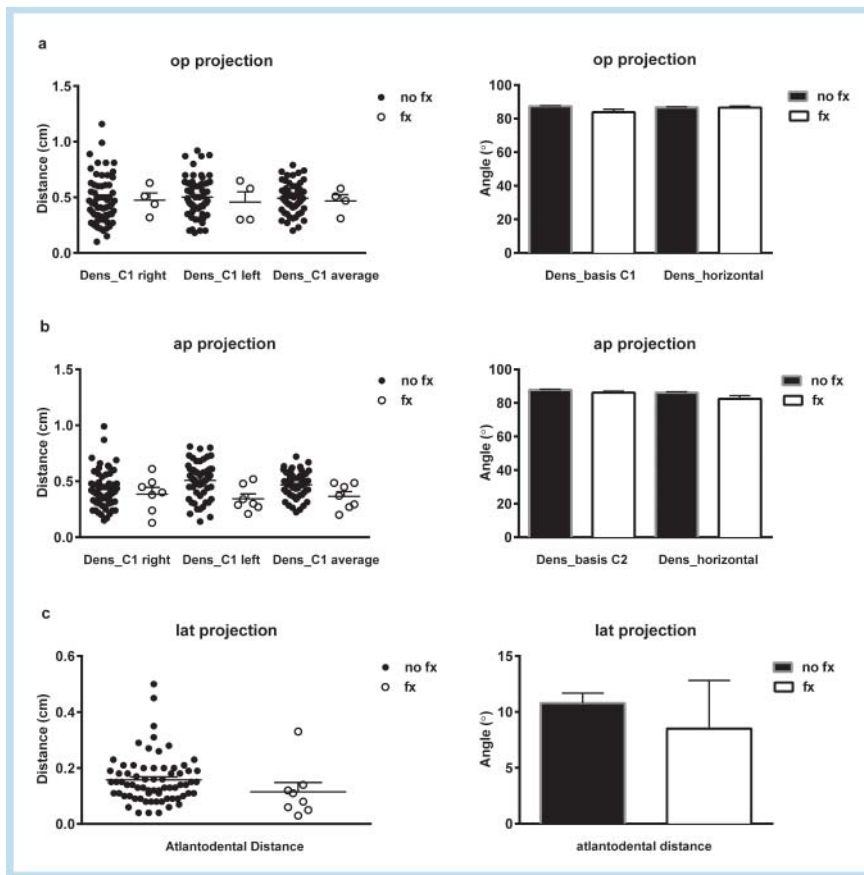 a
op projection
1.5
1.0
0.5
0.0
Distance (cm)
no fx
fx
Dens_C1 right
Dens_C1 left
Dens_C1 average
op projection
100
80
60
40
20
0
Angle (°)
no fx
fx
Dens_basis C1
Dens_horizontal
b
ap projection
1.5
1.0
0.5
0.0
Distance (cm)
no fx
fx
Dens_C1 right
Dens_C1 left
Dens_C1 average
ap projection
100
80
60
40
20
0
Angle (°)
no fx
fx
Dens_basis C2
Dens_horizontal
c
lat projection
0.6
0.4
0.2
0.0
Distance (cm)
no fx
fx
Atlantodental Distance
lat projection
15
10
5
0
Angle (°)
no fx
fx
atlantodental distance